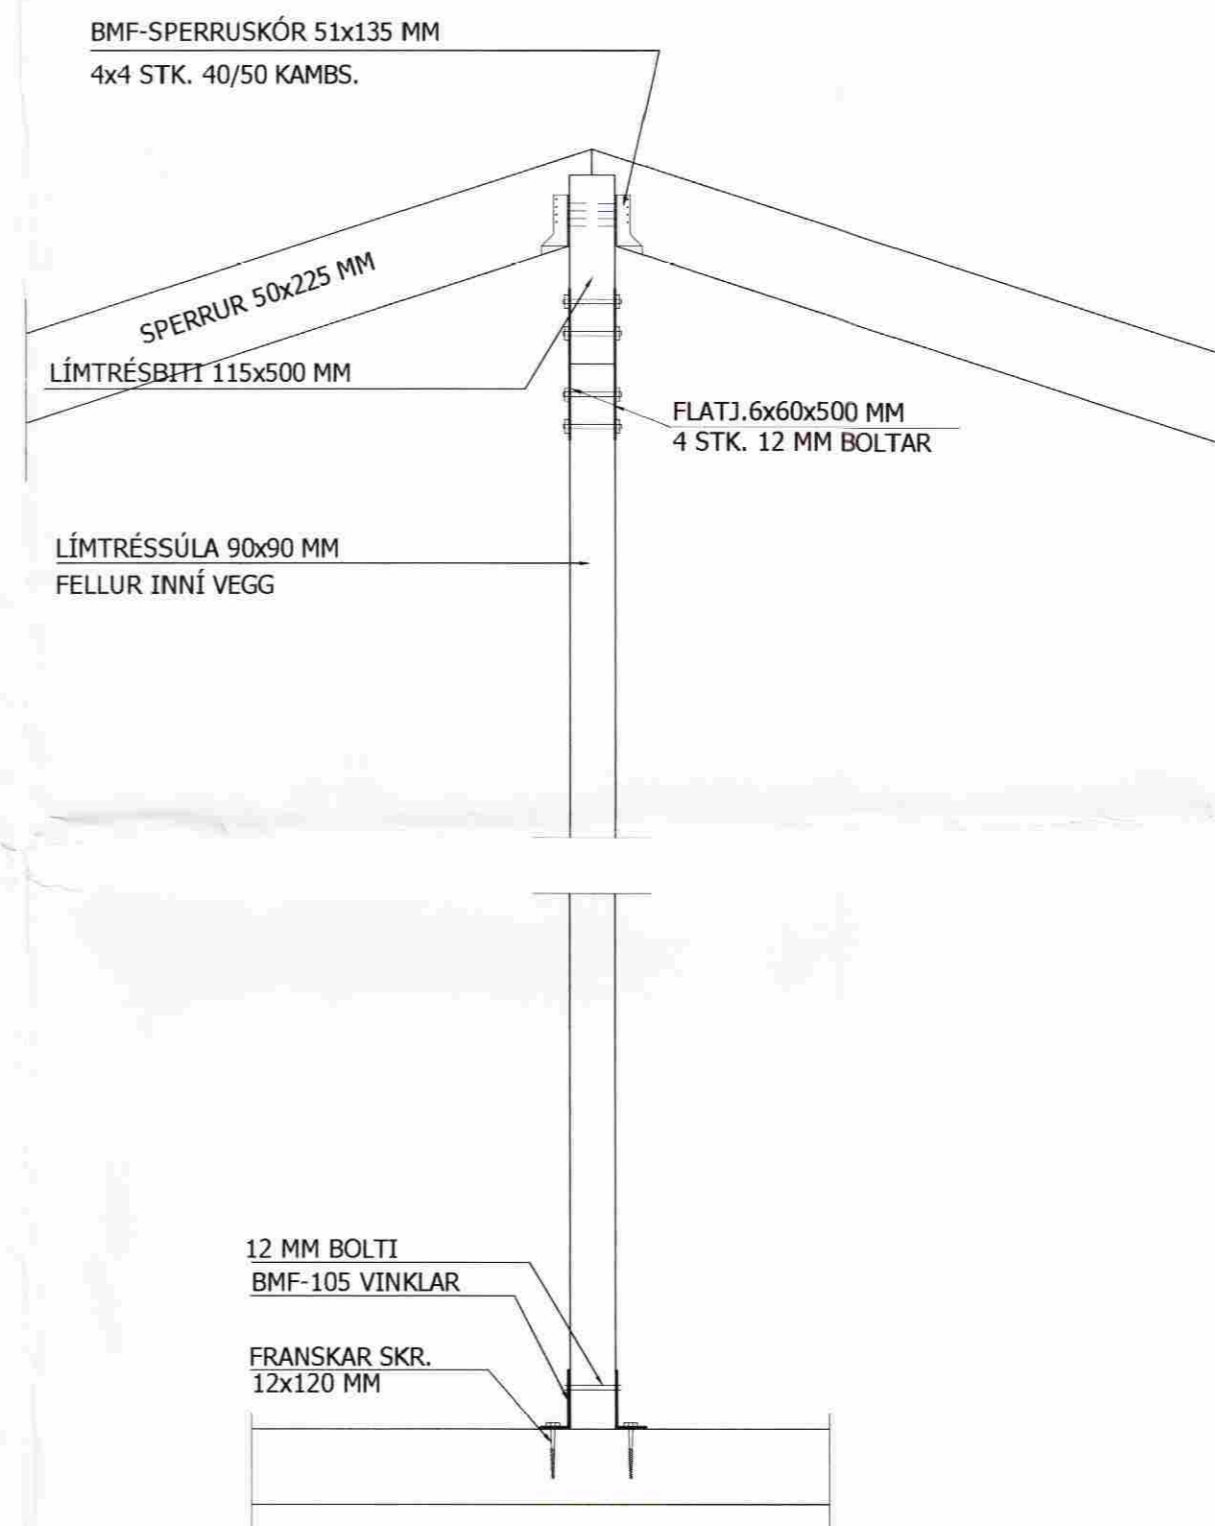 BMF-SPERRUSKÓR 51x135 MM
4x4 STK. 40/50 KAMBS.
SPERRUR 50x225 MM
LÍMTRÉSBITI 115x500 MM
FLATJ.6x60x500 MM
4 STK. 12 MM BOLTAR
LÍMTRÉSSÚLA 90x90 MM
FELLUR INNÍ VEGG
12 MM BOLTI
BMF-105 VINKLAR
FRANSKAR SKR.
12x120 MM